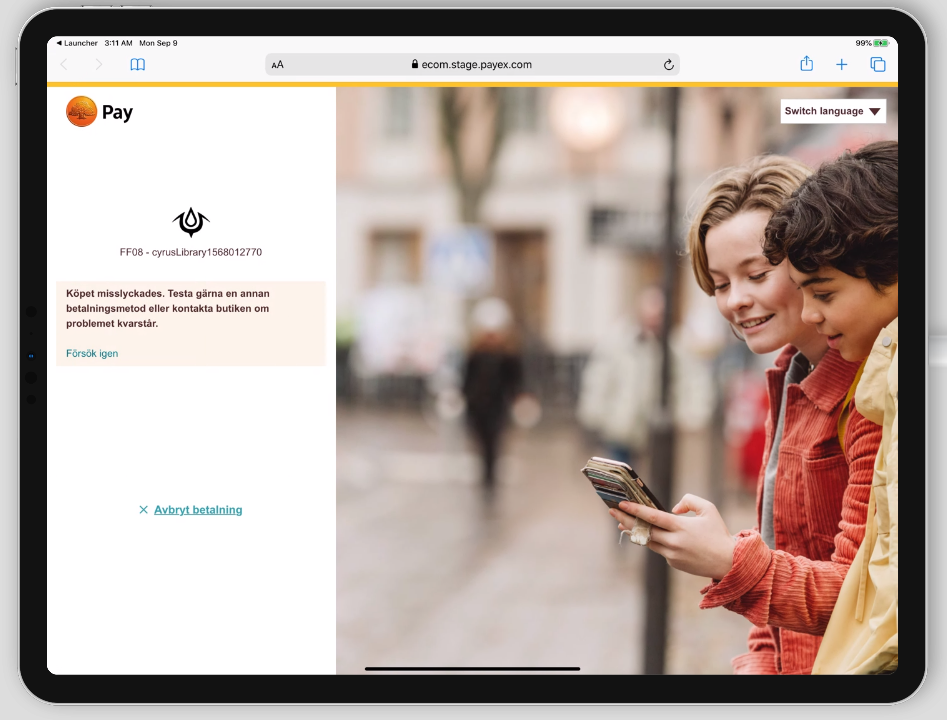 Launcher 3:11 AM Mon Sep 9
99%
AA
ecom.stage.payex.com
Pay
Switch language
FF08 - cyrusLibrary1568012770
Köpet misslyckades. Testa gärna en annan
betalningsmetod eller kontakta butiken om
problemet kvarstår.
Försök igen
Avbryt betalning